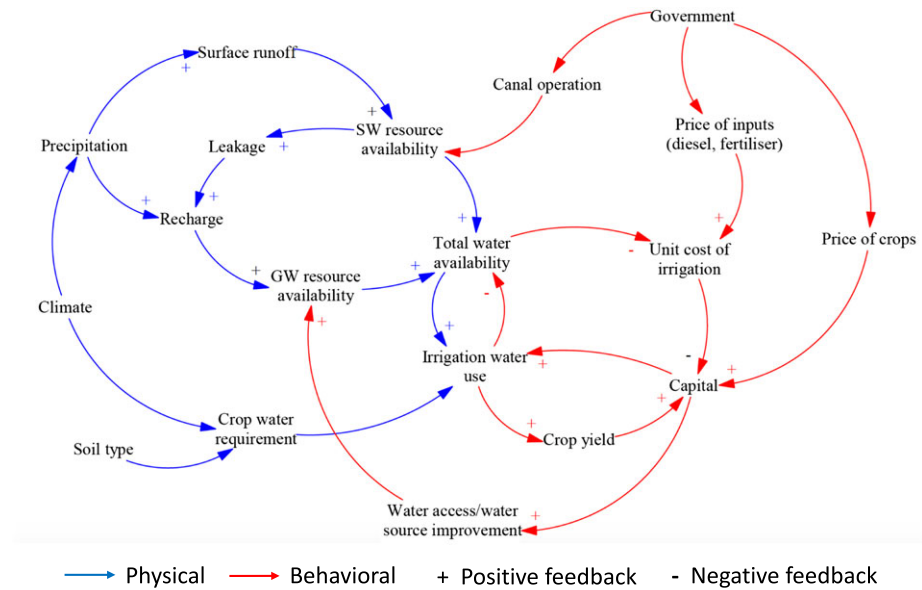 Government
Surface runoff
+
Canal operation
+
SW resource
availability
Price of inputs
(diesel, fertiliser)
Precipitation
Leakage
+
+
+
Recharge
+
+
Total water
availability
-
Unit cost of
irrigation
Price of crops
+
GW resource
availability
+
-
Climate
+
+
Irrigation water
use
+
-
+
Capital
+
Crop water
requirement
+
Crop yield
Soil type
Water access/water
source improvement
+
Physical
Behavioral
+ Positive feedback
- Negative feedback